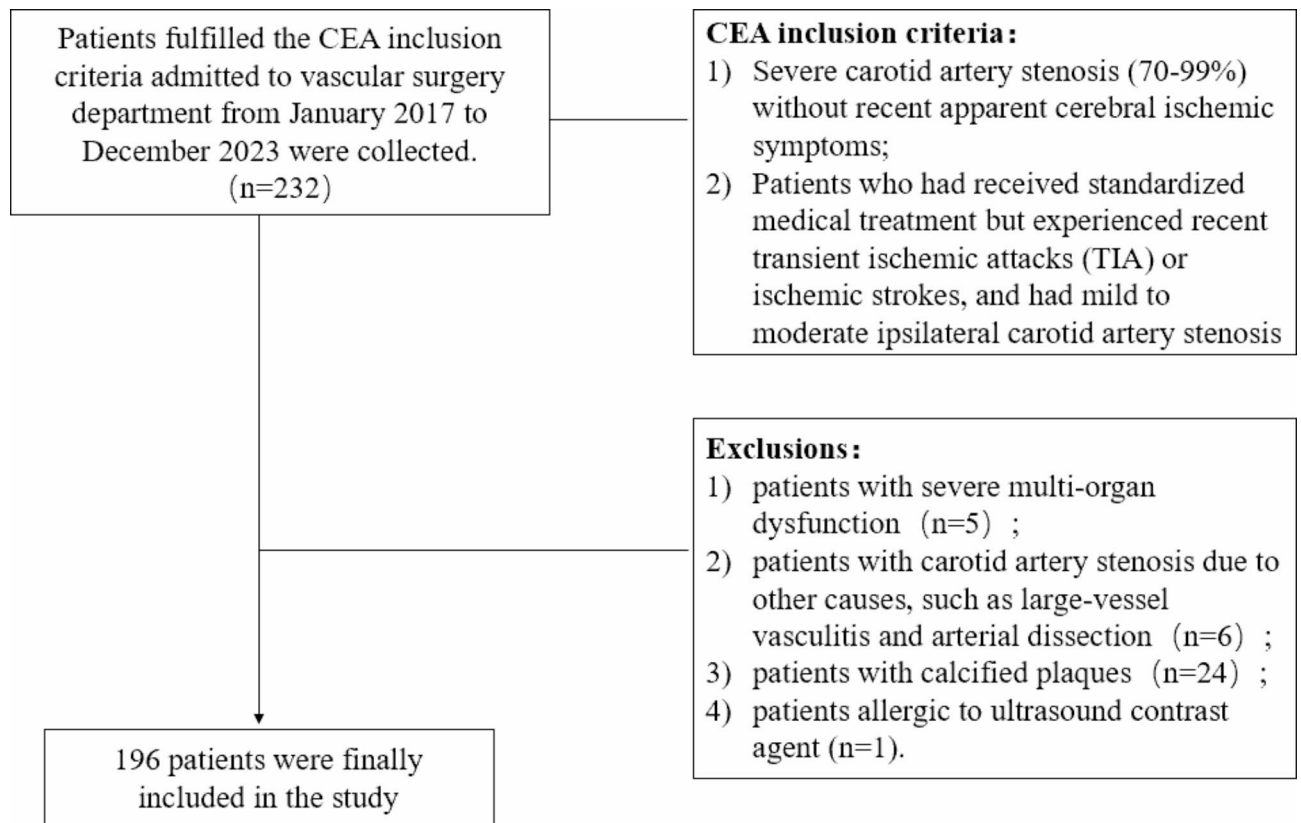 Patients fulfilled the CEA inclusion
criteria admitted to vascular surgery
department from January 2017 to
December 2023 were collected.
(n=232)
CEA inclusion criteria:
1) Severe carotid artery stenosis (70-99%)
without recent apparent cerebral ischemic
symptoms;
2) Patients who had received standardized
medical treatment but experienced recent
transient ischemic attacks (TIA) or
ischemic strokes, and had mild to
moderate ipsilateral carotid artery stenosis
Exclusions:
1) patients with severe multi-organ
dysfunction (n=5) ;
2) patients with carotid artery stenosis due to
other causes, such as large-vessel
vasculitis and arterial dissection (n=6) ;
3) patients with calcified plaques (n=24) ;
4) patients allergic to ultrasound contrast
agent (n=1).
196 patients were finally
included in the study